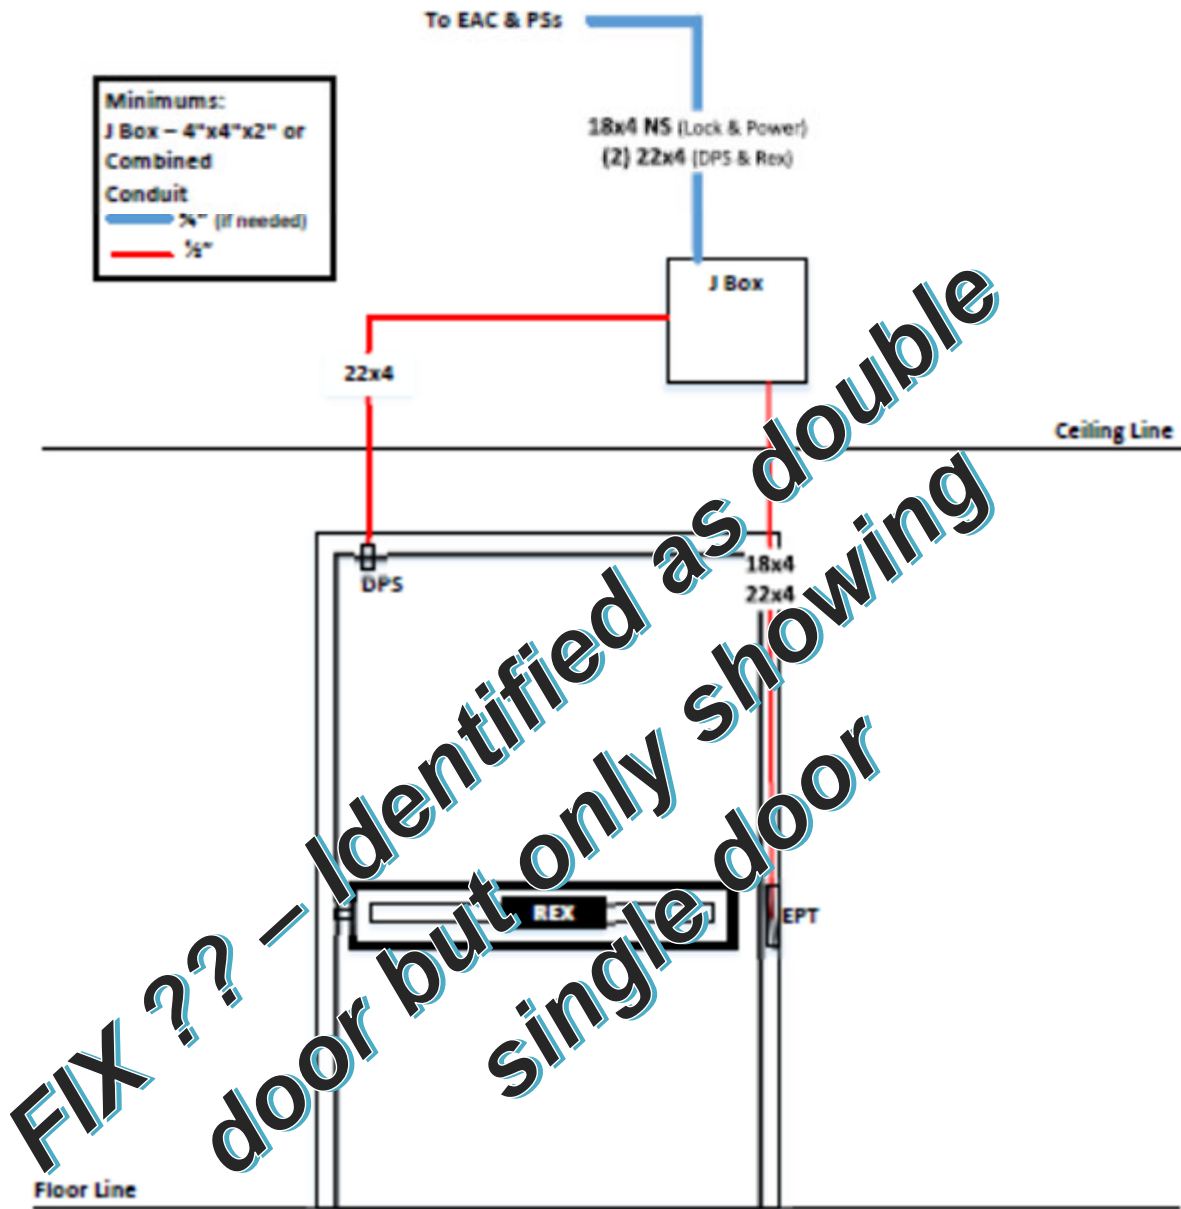 To EAC & PSs
Minimums:
J Box – 4"x4"x2" or
Combined
Conduit
¾" (if needed)
½"
18x4 NS (Lock & Power)
(2) 22x4 (DPS & Rex)
J Box
22x4
Ceiling Line
DPS
18x4
22x4
REX
EPT
FIX ?? – Identified as double
door but only showing
single door
Floor Line